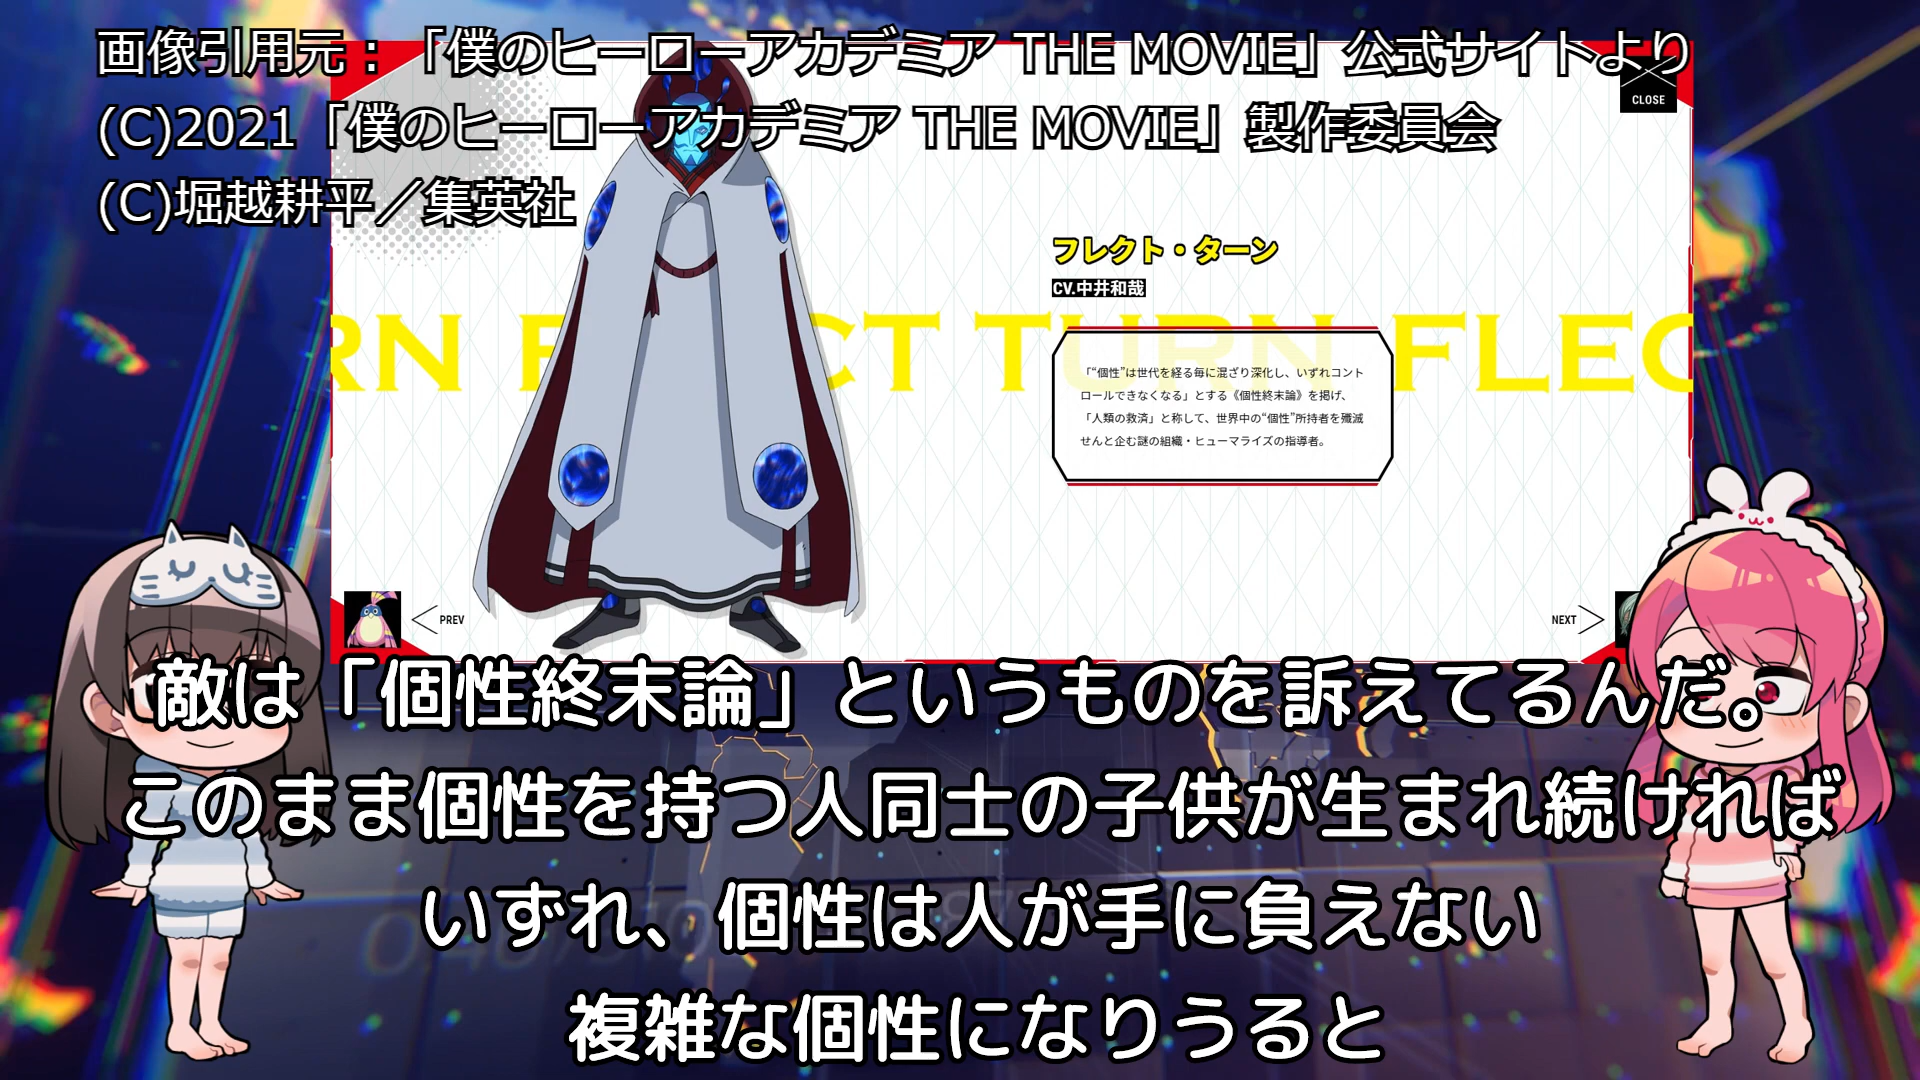 画像引用元：「僕のヒーローアカデミア THE MOVIE」公式サイトより
(C)2021「僕のヒーローアカデミア THE MOVIE」製作委員会
(C)堀越耕平／集英社
CLOSE
フレクト・ターン
CV.中井和哉
RN FLECT TURN FLEC
「“個性”は世代を経る毎に混ざり深化し、いずれコント
ロールできなくなる」とする《個性終末論》を掲げ、
「人類の救済」と称して、世界中の“個性”所持者を殲滅
せんと企む謎の組織・ヒューマライズの指導者。
PREV
NEXT
敵は「個性終末論」というものを訴えてるんだ。
このまま個性を持つ人同士の子供が生まれ続ければ
いずれ、個性は人が手に負えない
複雑な個性になりうると